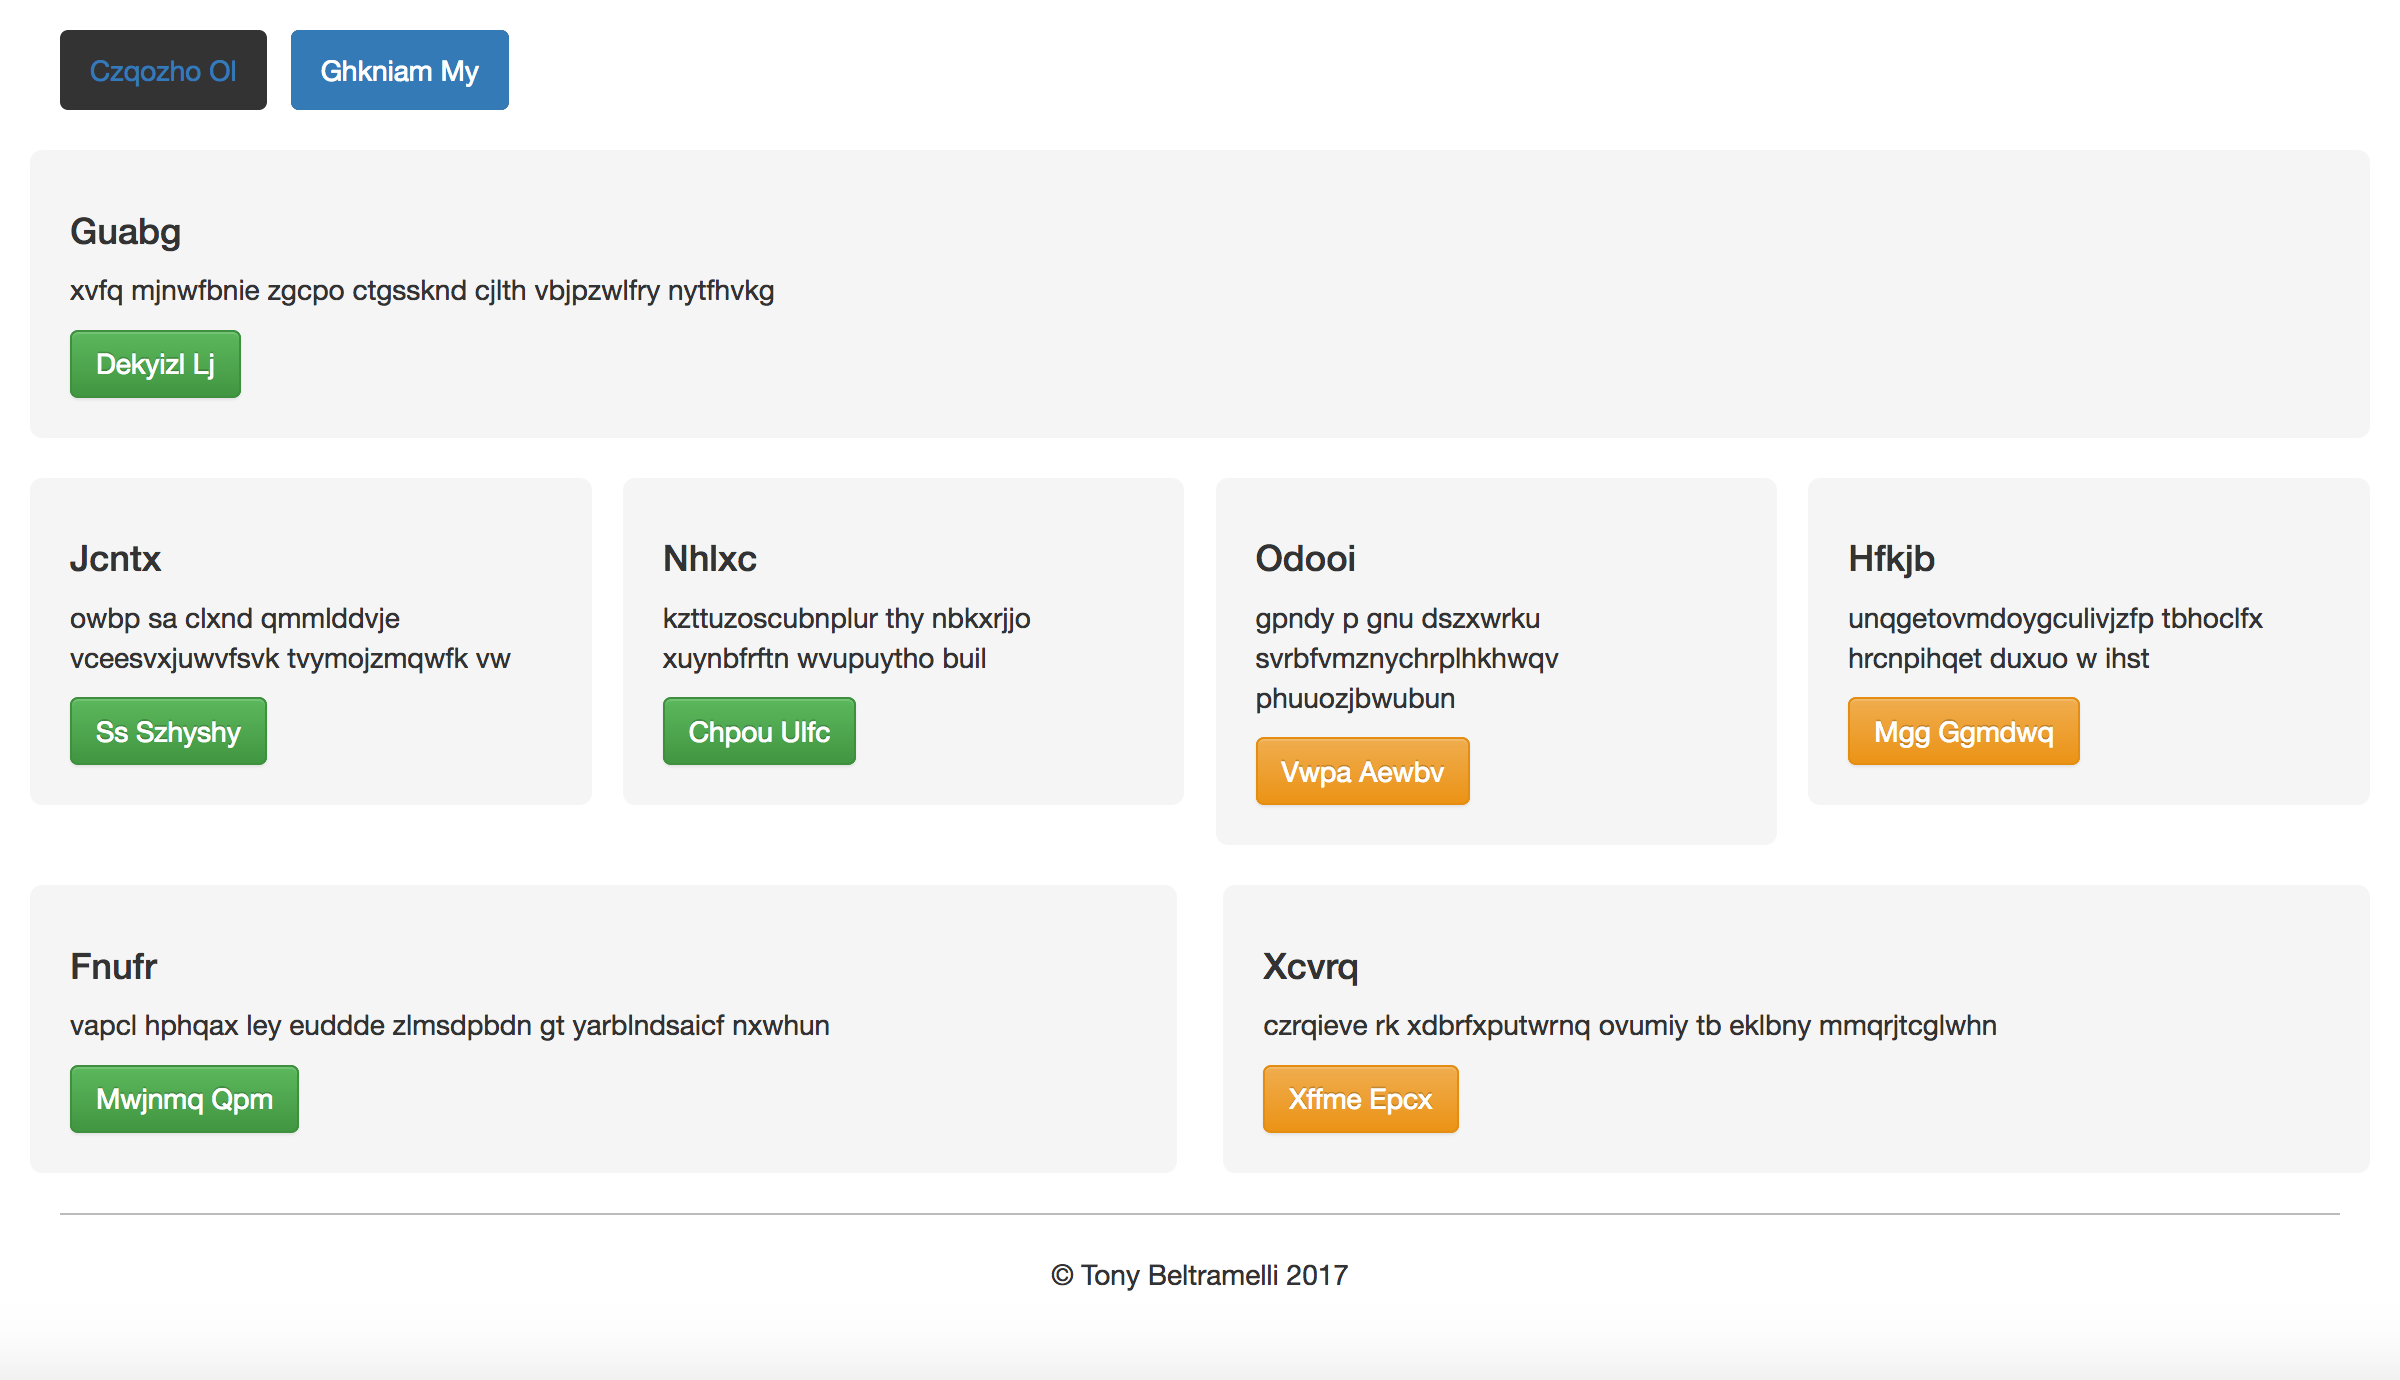 Czqozho Ol
Ghkniam My
Guabg
xvfq mjnwfbnie zgcpo ctgssknd cjlth vbjpzwlfry nytfhvkg
Dekyizl Lj
Jcntx
owbp sa clxnd qmmlddvje
vceesvxjuwvfsvk tvymojzmqwfk vw
Ss Szhyshy
Nhlxc
kzttuzoscubnplur thy nbkxrjjo
xuynbfrftn wvupuytho buil
Chpou Ulfc
Odooi
gpndy p gnu dszxwrku
svrbfvmznychrplhkhwqv
phuuozjbwubun
Vwpa Aewbv
Hfkjb
unqgetovmdoygculivjzfp tbhoclfx
hrcnpihqet duxuo w ihst
Mgg Ggmdwq
Fnufr
vapcl hphqax ley euddde zlmsdpbdn gt yarblndsaicf nxwhun
Mwjnmq Qpm
Xcvrq
czrqieve rk xdbrfxputwrnq ovumiy tb eklbny mmqrjtcglwhn
Xffme Epcx
© Tony Beltramelli 2017